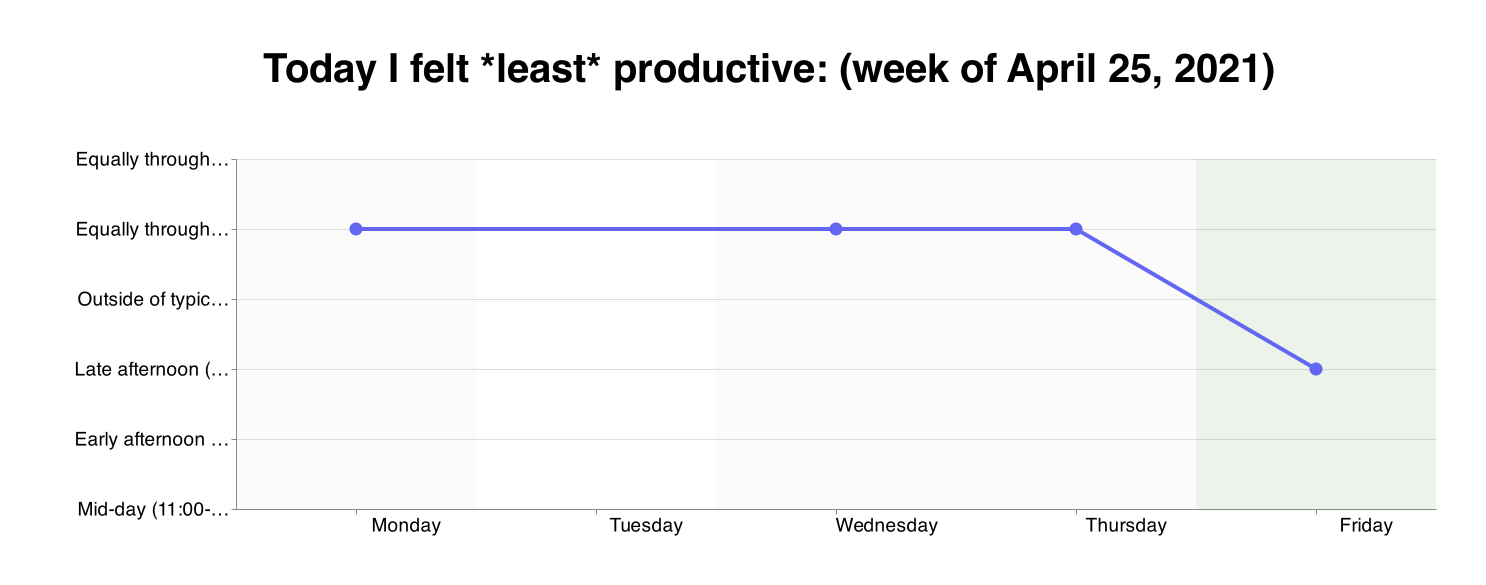 Today I felt *least* productive: (week of April 25, 2021)
Equally through…
Equally through…
Outside of typic…
Late afternoon (…
Early afternoon …
Mid-day (11:00-…
Monday Tuesday Wednesday Thursday Friday